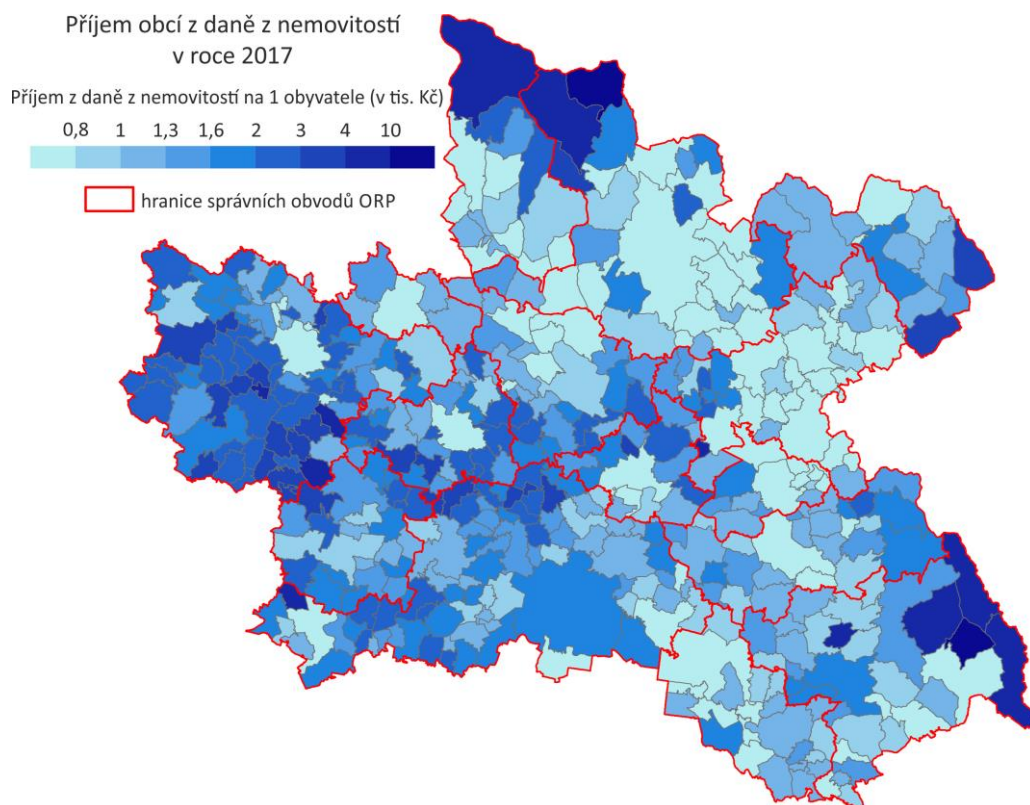 Příjem obcí z daně z nemovitostí
v roce 2017
Příjem z daně z nemovitostí na 1 obyvatele (v tis. Kč)
0,8 1 1,3 1,6 2 3 4 10
hranice správních obvodů ORP